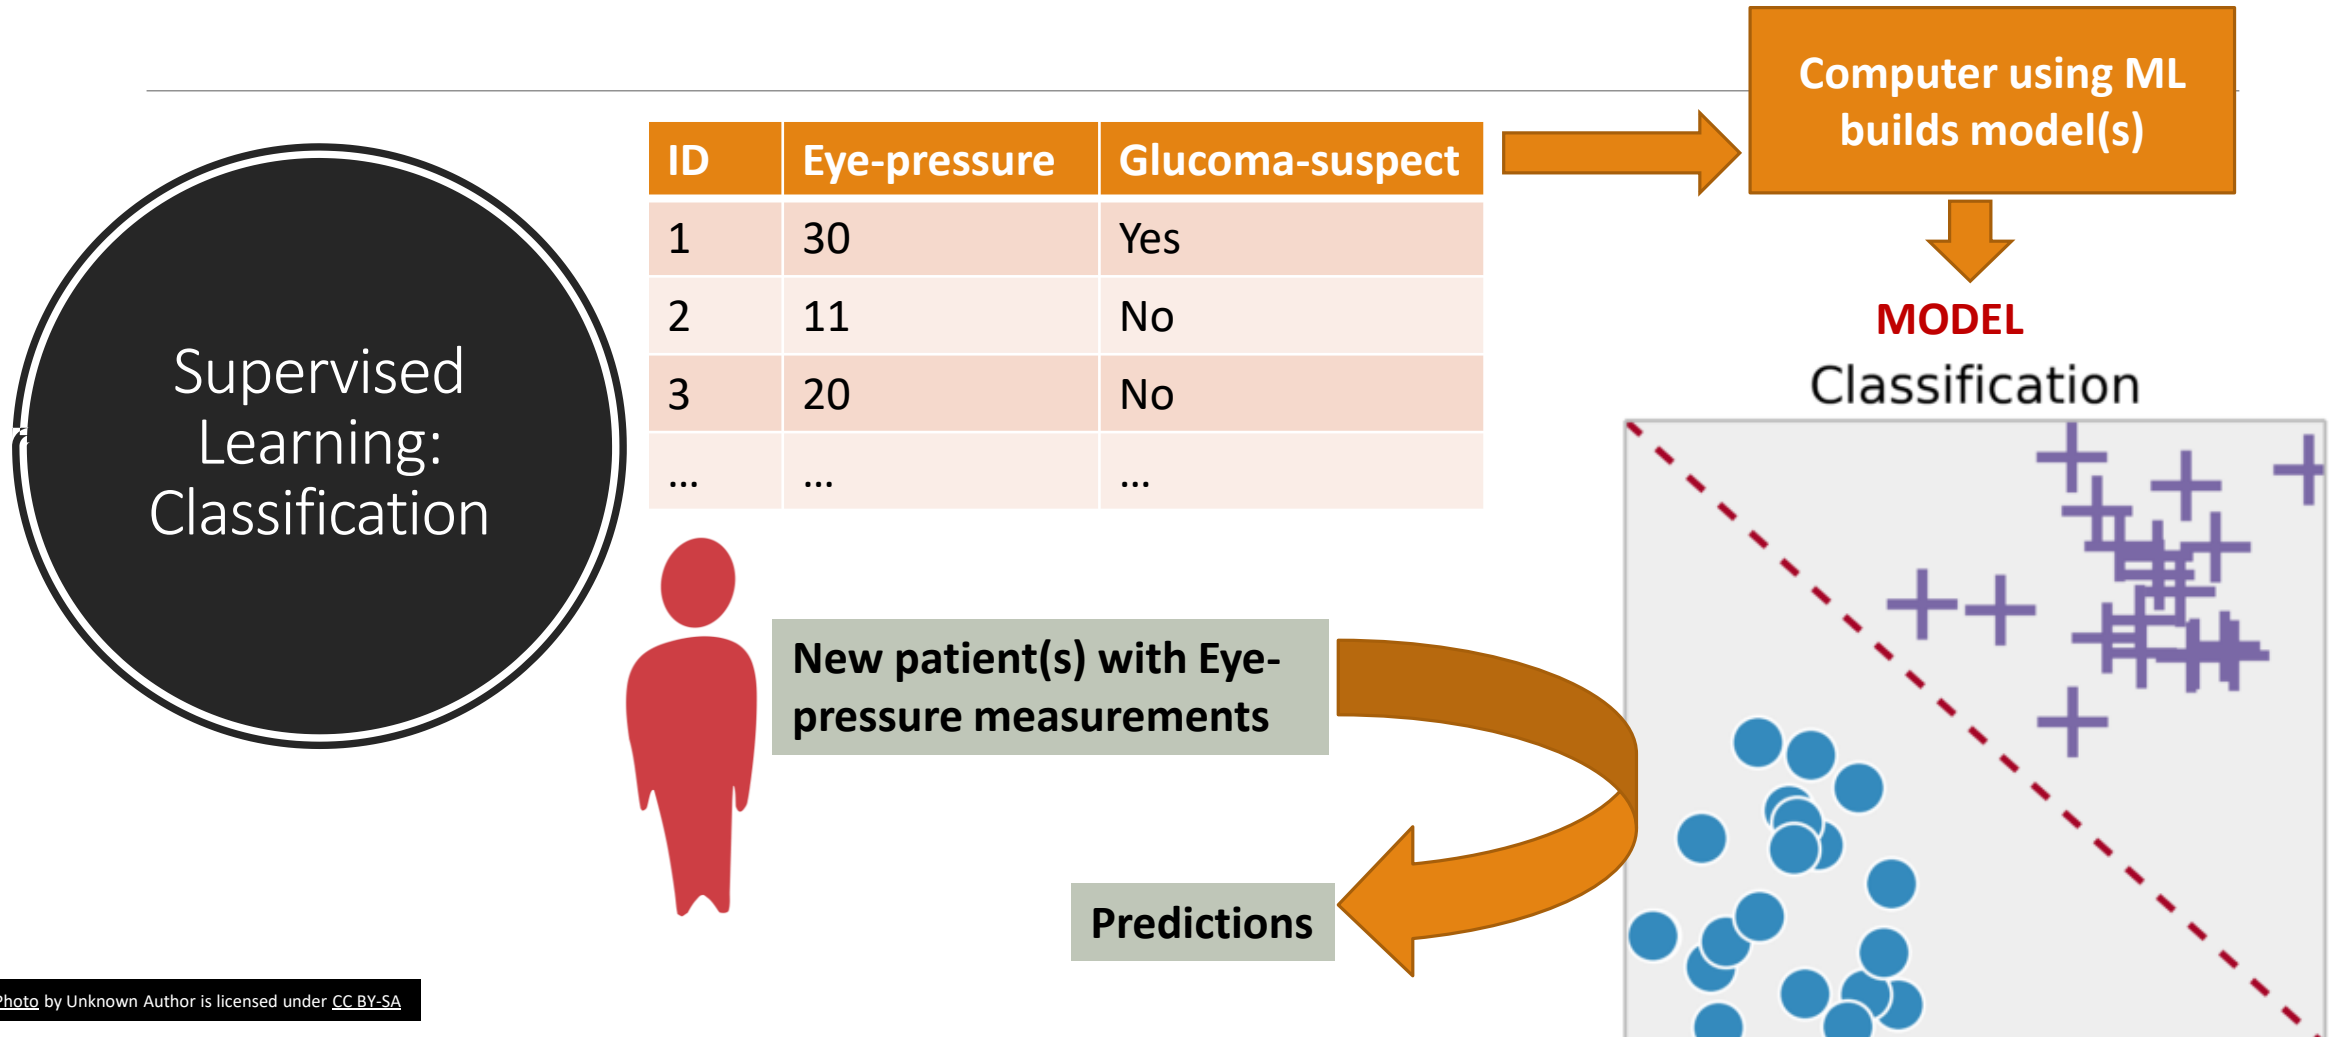 Supervised
Learning:
Classification
ID Eye-pressure Glucoma-suspect
1 30 Yes
2 11 No
3 20 No
... ... ...
Computer using ML
builds model(s)
MODEL
Classification
New patient(s) with Eye-
pressure measurements
Predictions
Photo by Unknown Author is licensed under CC BY-SA